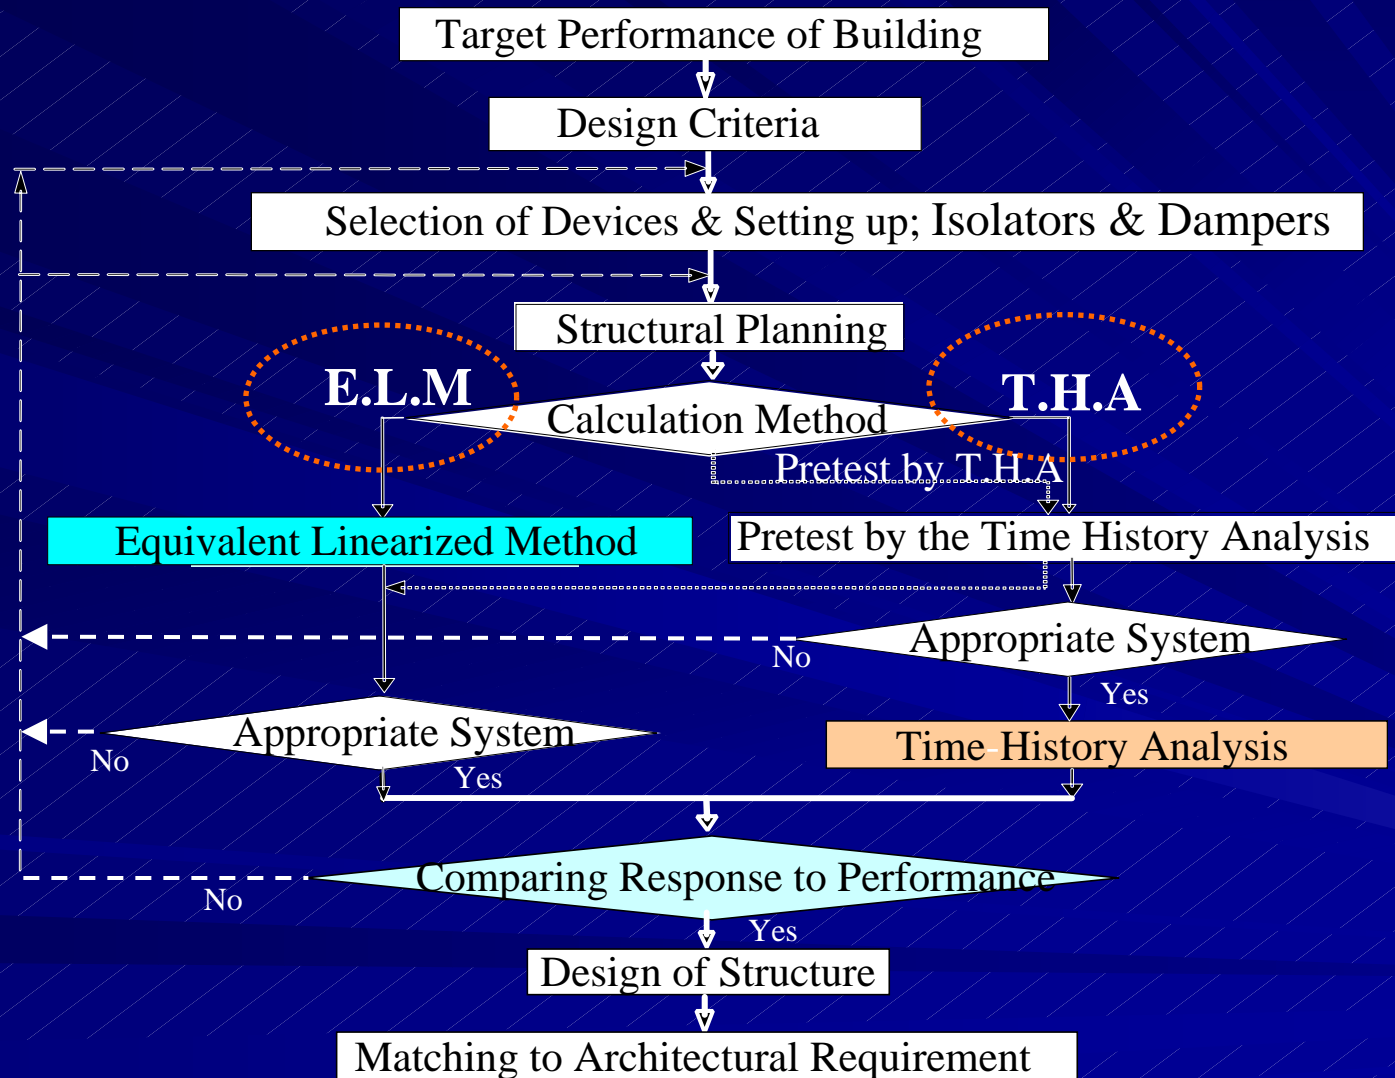 Target Performance of Building
Design Criteria
Selection of Devices & Setting up; Isolators & Dampers
Structural Planning
E.L.M
T.H.A
Calculation Method
Pretest by T.H.A
Equivalent Linearized Method
Pretest by the Time History Analysis
Appropriate System
No
Yes
Appropriate System
No
Yes
Time-History Analysis
Comparing Response to Performance
No
Yes
Design of Structure
Matching to Architectural Requirement